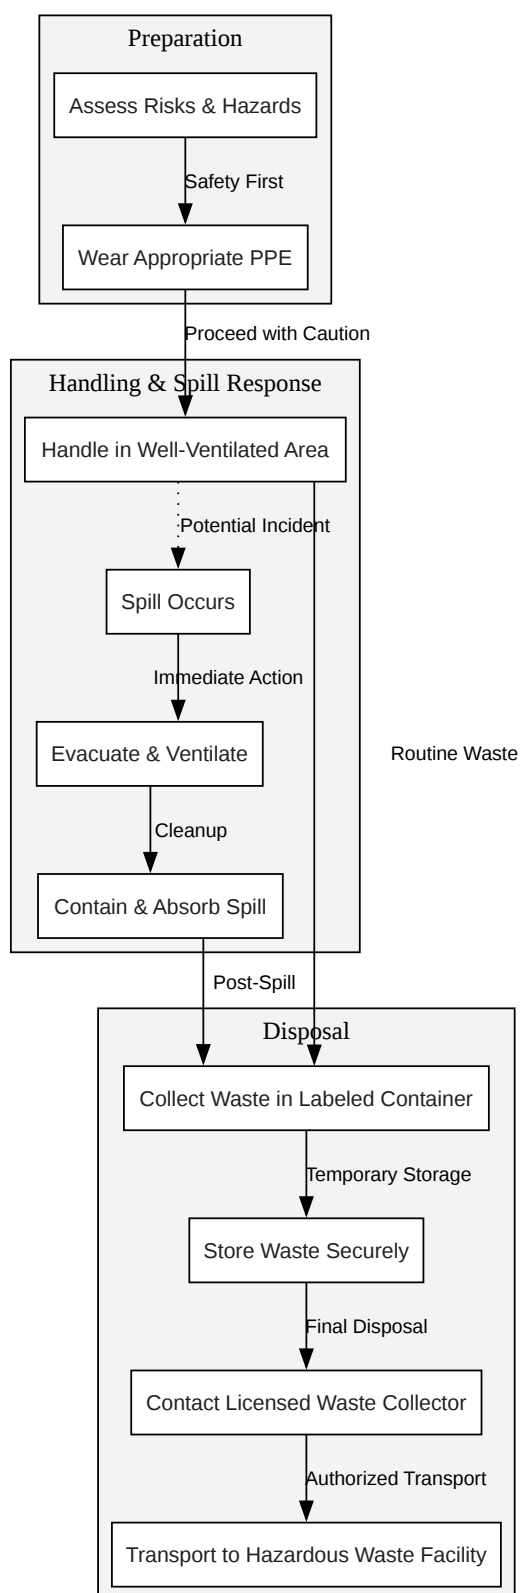 Preparation
Assess Risks & Hazards
Safety First
Wear Appropriate PPE
Proceed with Caution
Handling & Spill Response
Handle in Well-Ventilated Area
Potential Incident
Spill Occurs
Immediate Action
Evacuate & Ventilate
Routine Waste
Cleanup
Contain & Absorb Spill
Post-Spill
Disposal
Collect Waste in Labeled Container
Temporary Storage
Store Waste Securely
Final Disposal
Contact Licensed Waste Collector
Authorized Transport
Transport to Hazardous Waste Facility